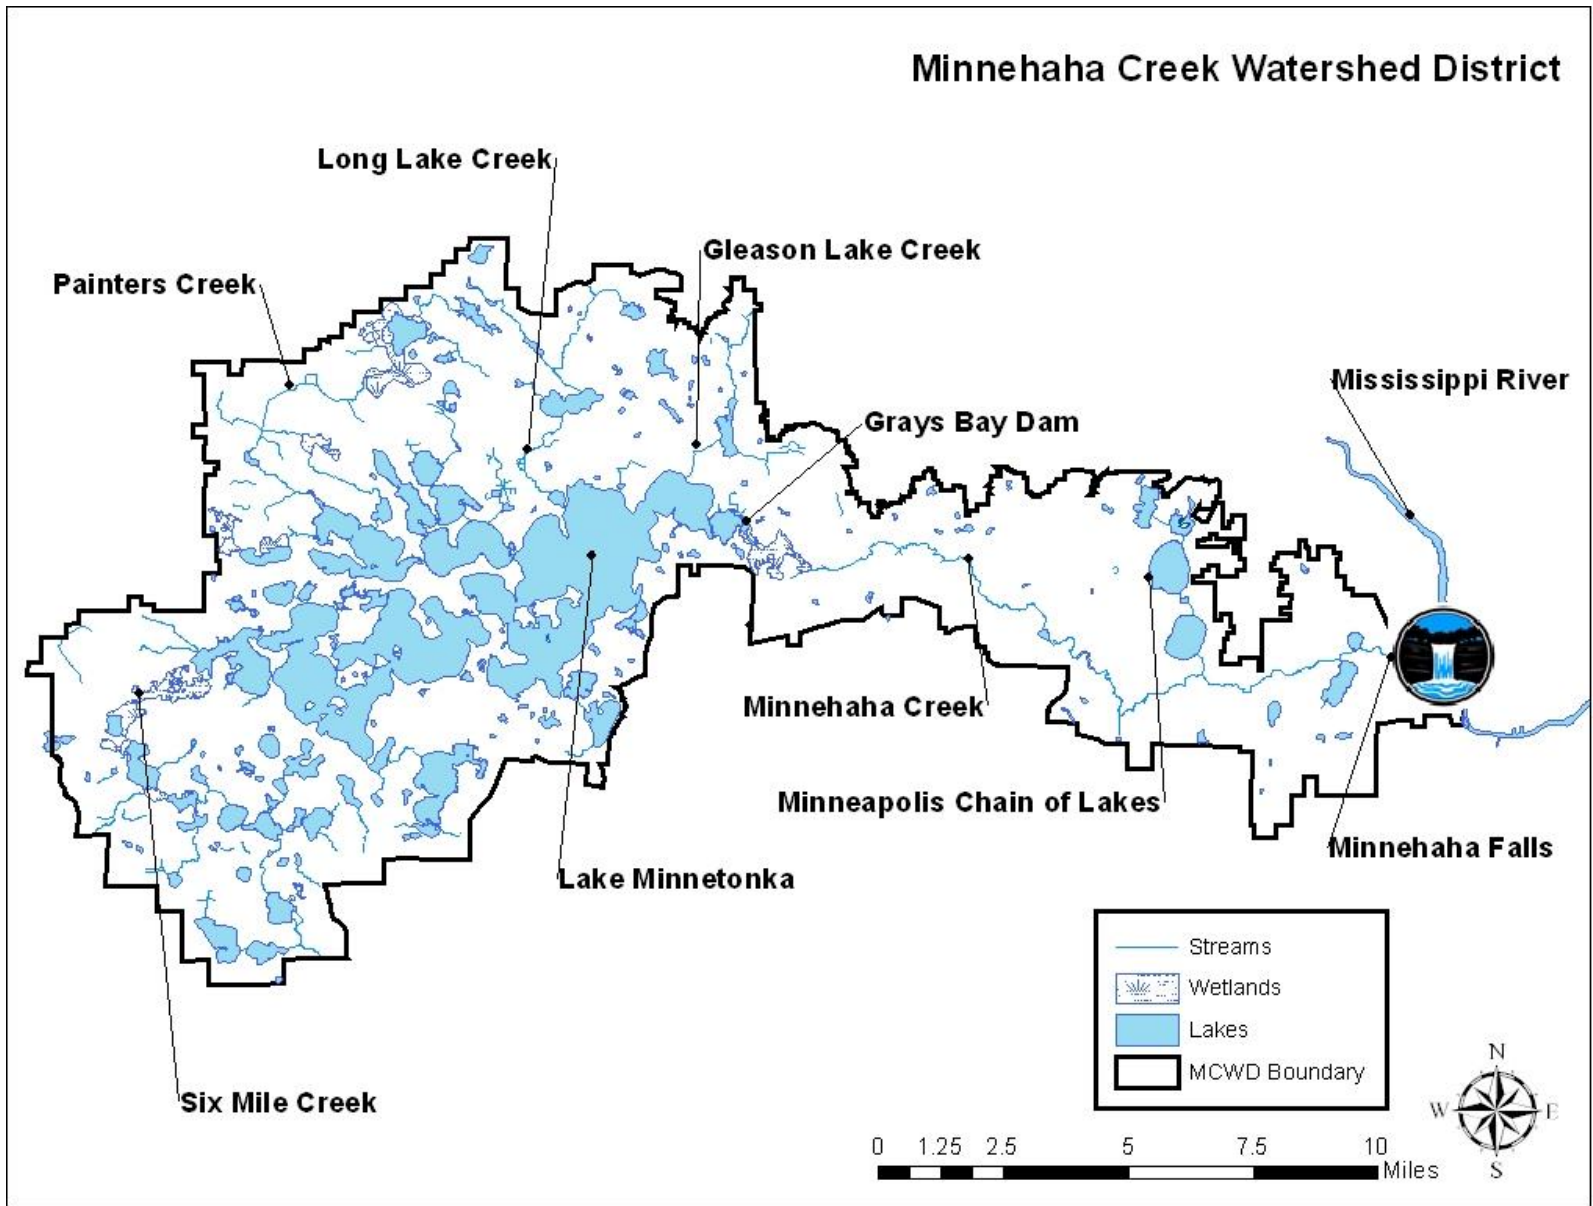 Minnehaha Creek Watershed District
Long Lake Creek
Gleason Lake Creek
Painters Creek
Mississippi River
Grays Bay Dam
Minnehaha Creek
Minneapolis Chain of Lakes
Minnehaha Falls
Lake Minnetonka
Six Mile Creek
Streams
Wetlands
Lakes
MCWD Boundary
N
W E
S
0 1.25 2.5 5 7.5 10
Miles